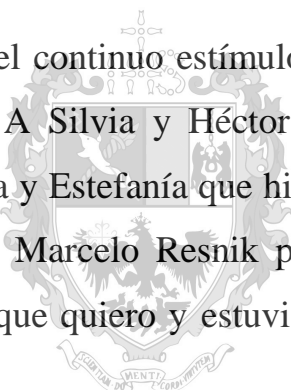 el continuo estímulo
A Silvia y Héctor
a y Estefanía que hi
Marcelo Resnik p
que quiero y estuvi